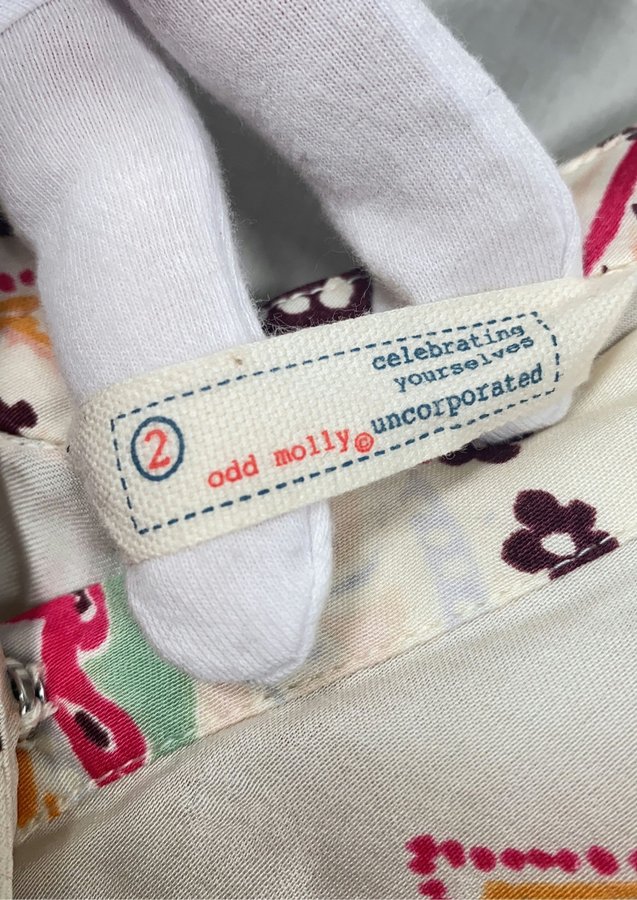 celebrating
yourselves
2 odd molly© uncorporated